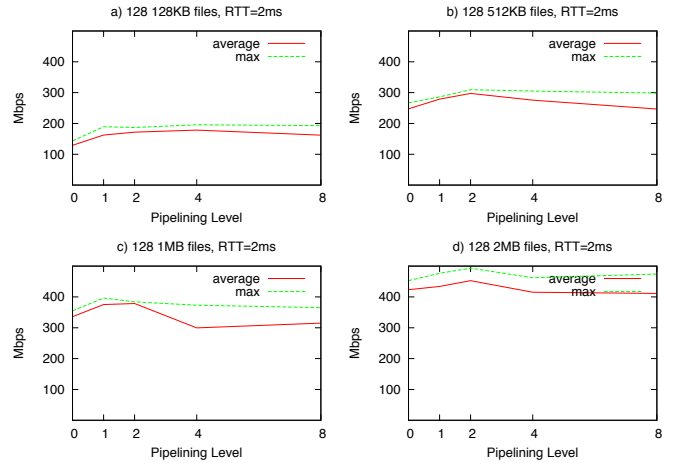 a) 128 128KB files, RTT=2ms
average
max
400
300
200
100
Mbps
0 1 2 4 8
Pipelining Level
b) 128 512KB files, RTT=2ms
average
max
400
300
200
100
Mbps
0 1 2 4 8
Pipelining Level
c) 128 1MB files, RTT=2ms
average
max
400
300
200
100
Mbps
0 1 2 4 8
Pipelining Level
d) 128 2MB files, RTT=2ms
average
max
400
300
200
100
Mbps
0 1 2 4 8
Pipelining Level